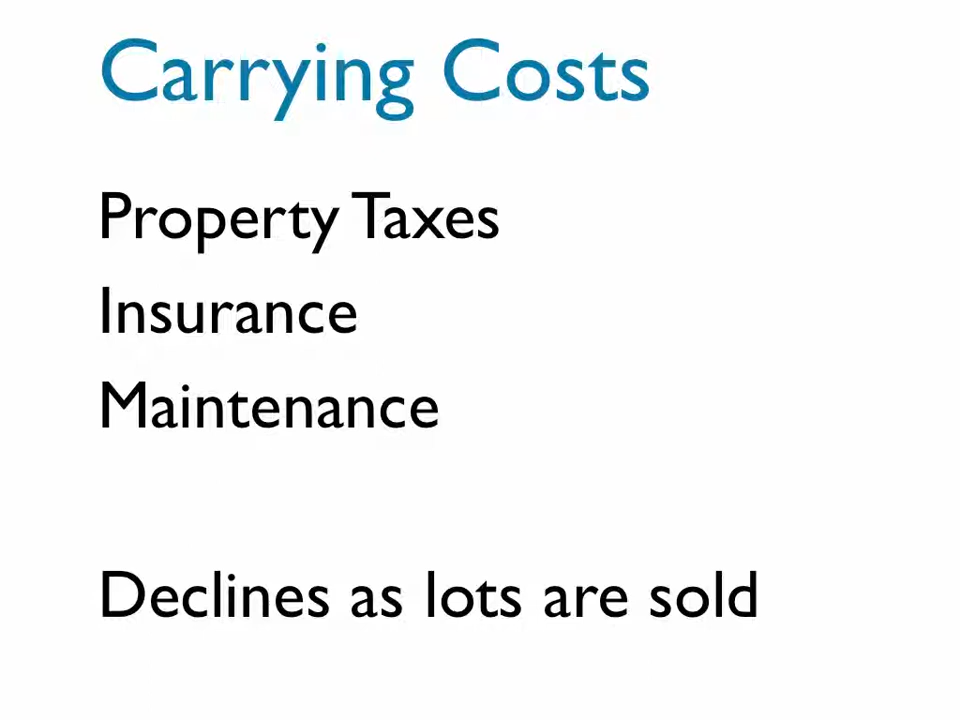 Carrying Costs
Property Taxes
Insurance
Maintenance
Declines as lots are sold